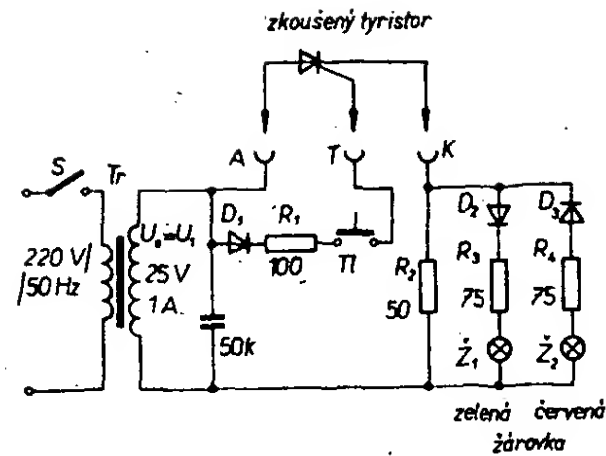 zkoušený tyristor
S
Tr
A
T
K
220 V/
/50 Hz
U₀=U₁
25 V
1 A
D₁
R₁
100
Tl
50k
R₂
50
D₂
R₃
75
Ž₁
D₃
R₄
75
Ž₂
zelená
červená
žárovka